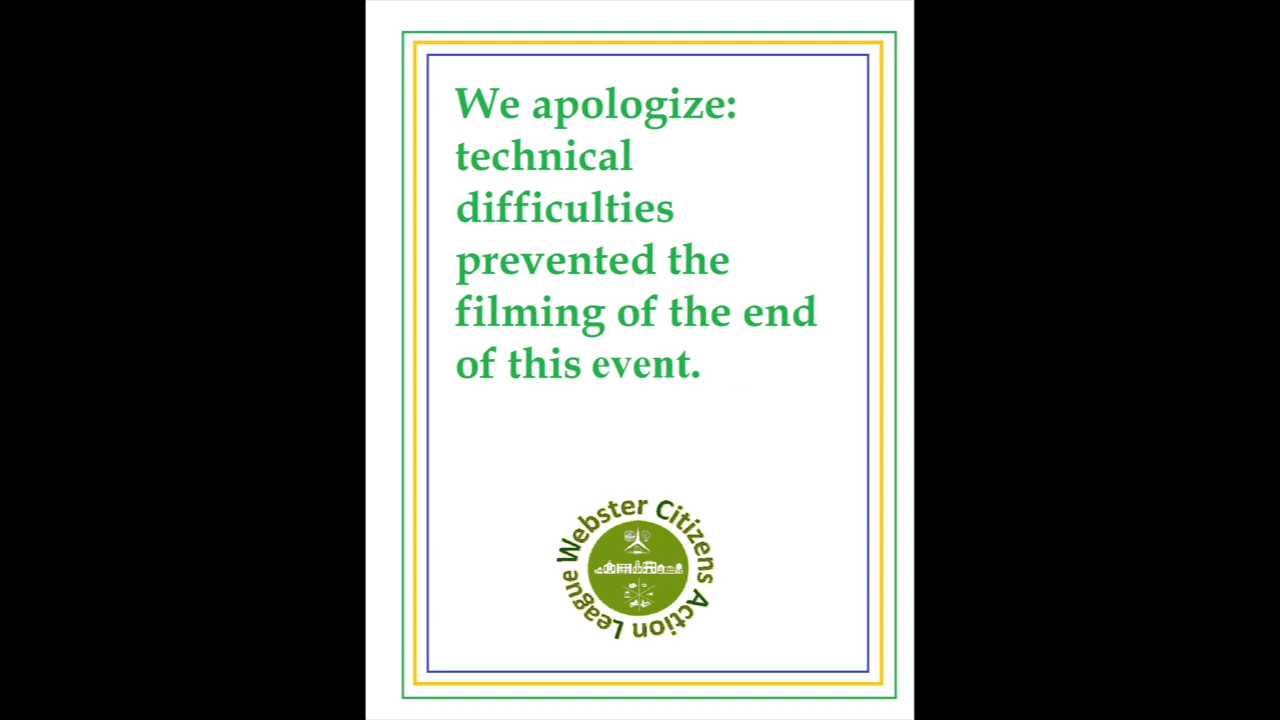 We apologize:
technical
difficulties
prevented the
filming of the end
of this event.
Webster Citizens Action League